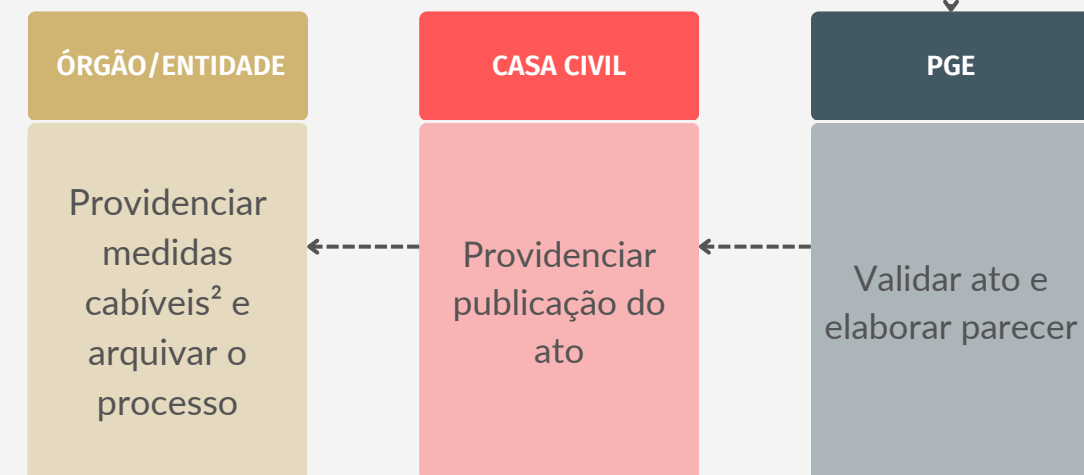 ÓRGÃO/ENTIDADE
Providenciar
medidas
cabíveis² e
arquivar o
processo
CASA CIVIL
Providenciar
publicação do
ato
PGE
Validar ato e
elaborar parecer